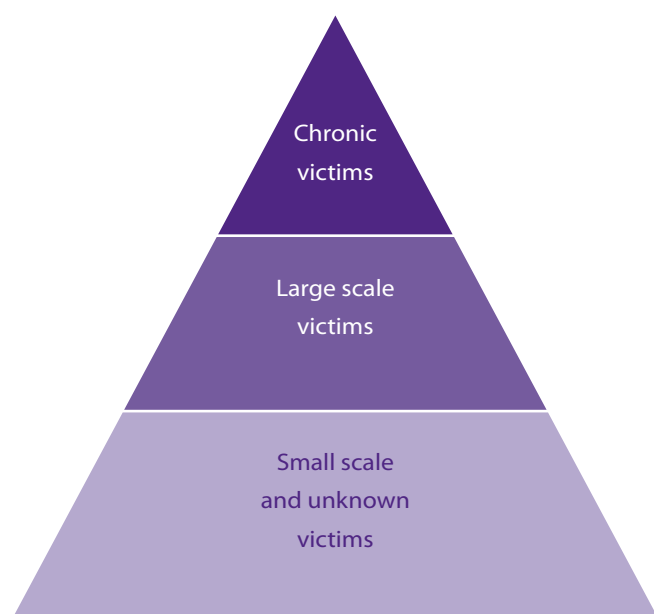 Chronic
victims
Large scale
victims
Small scale
and unknown
victims